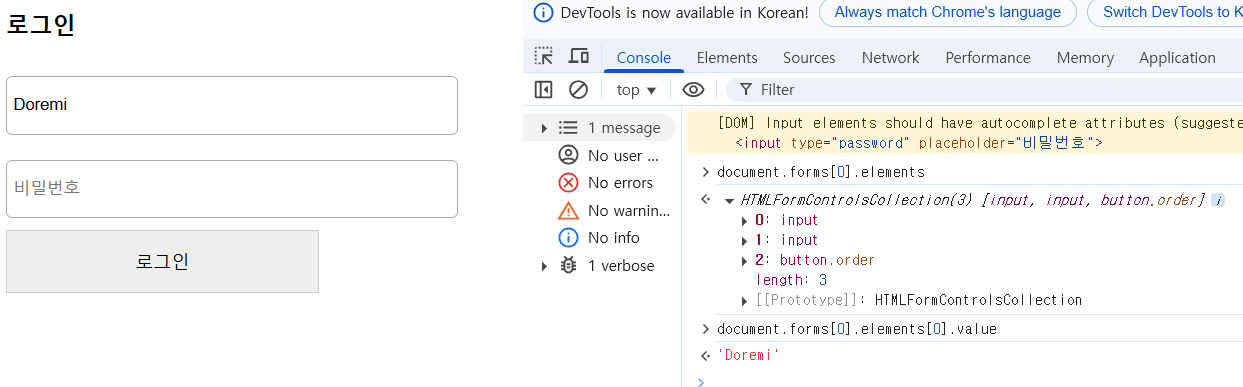 로그인
Doremi
비밀번호
로그인
DevTools is now available in Korean!
Always match Chrome's language
Switch DevTools to K
Console
Elements
Sources
Network
Performance
Memory
Application
top
Filter
1 message
No user ...
No errors
No warnin...
No info
1 verbose
[DOM] Input elements should have autocomplete attributes (suggeste
<input type="password" placeholder="비밀번호">
document.forms[0].elements
HTMLFormControlsCollection(3) [input, input, button.order]
0: input
1: input
2: button.order
length: 3
[[Prototype]]: HTMLFormControlsCollection
document.forms[0].elements[0].value
'Doremi'